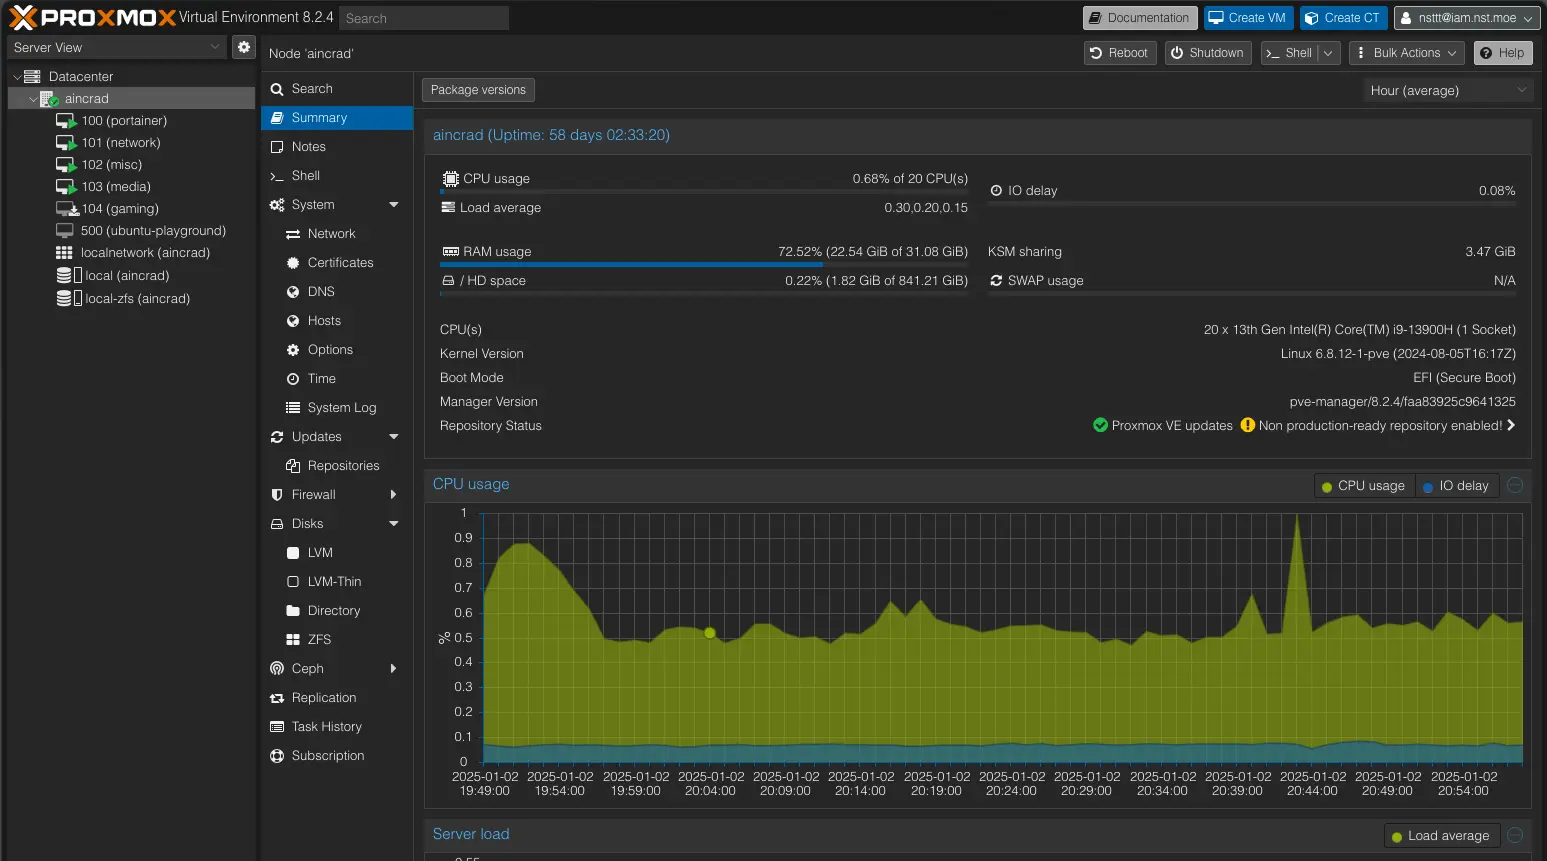 PROXMOX Virtual Environment 8.2.4 Search Documentation Create VM Create CT nsttt@iam.nst.moe
Server View
Node 'aincrad' Reboot Shutdown Shell Bulk Actions Help
Datacenter
aincrad
100 (portainer)
101 (network)
102 (misc)
103 (media)
104 (gaming)
500 (ubuntu-playground)
localnetwork (aincrad)
local (aincrad)
local-zfs (aincrad)
Search
Summary
Notes
Shell
System
Network
Certificates
DNS
Hosts
Options
Time
System Log
Updates
Repositories
Firewall
Disks
LVM
LVM-Thin
Directory
ZFS
Ceph
Replication
Task History
Subscription
Package versions Hour (average)
aincrad (Uptime: 58 days 02:33:20)
CPU usage 0.68% of 20 CPU(s)
IO delay 0.08%
Load average 0.30,0.20,0.15
RAM usage 72.52% (22.54 GiB of 31.08 GiB)
KSM sharing 3.47 GiB
/ HD space 0.22% (1.82 GiB of 841.21 GiB)
SWAP usage N/A
CPU(s) 20 x 13th Gen Intel(R) Core(TM) i9-13900H (1 Socket)
Kernel Version Linux 6.8.12-1-pve (2024-08-05T16:17Z)
Boot Mode EFI (Secure Boot)
Manager Version pve-manager/8.2.4/faa83925c9641325
Repository Status Proxmox VE updates Non production-ready repository enabled!
CPU usage CPU usage IO delay
1
0.9
0.8
0.7
0.6
0.5
0.4
0.3
0.2
0.1
0
%
2025-01-02 2025-01-02 2025-01-02 2025-01-02 2025-01-02 2025-01-02 2025-01-02 2025-01-02 2025-01-02 2025-01-02 2025-01-02 2025-01-02 2025-01-02 2025-01-02
19:49:00 19:54:00 19:59:00 20:04:00 20:09:00 20:14:00 20:19:00 20:24:00 20:29:00 20:34:00 20:39:00 20:44:00 20:49:00 20:54:00
Server load Load average